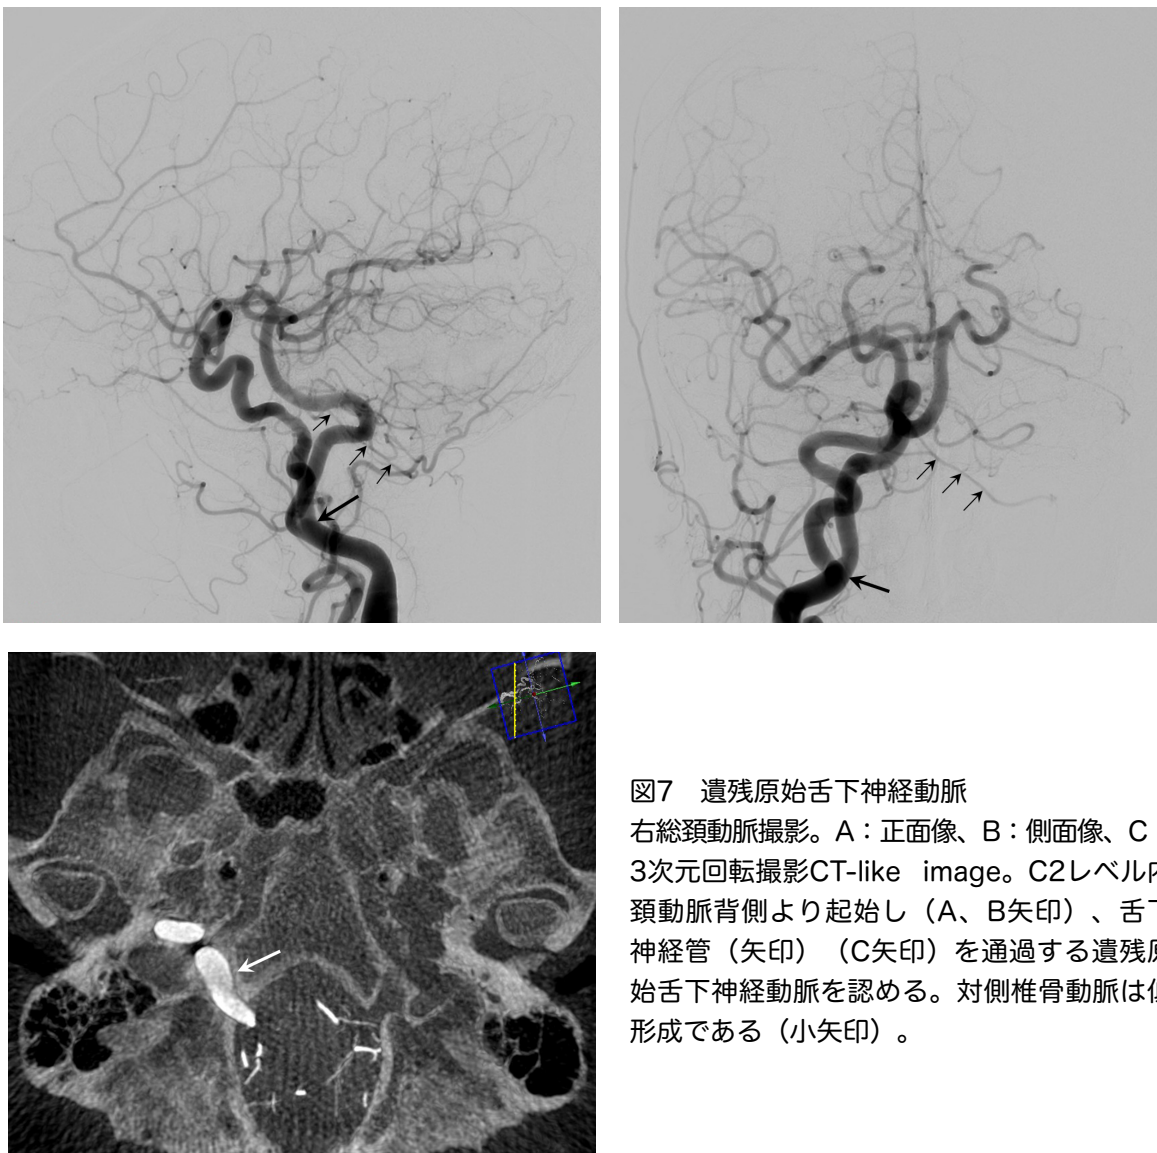 図7　遺残原始舌下神経動脈
右総頚動脈撮影。A：正面像、B：側面像、C
3次元回転撮影CT-like image。C2レベル内
頚動脈背側より起始し（A、B矢印）、舌下
神経管（矢印）（C矢印）を通過する遺残原
始舌下神経動脈を認める。対側椎骨動脈は低
形成である（小矢印）。